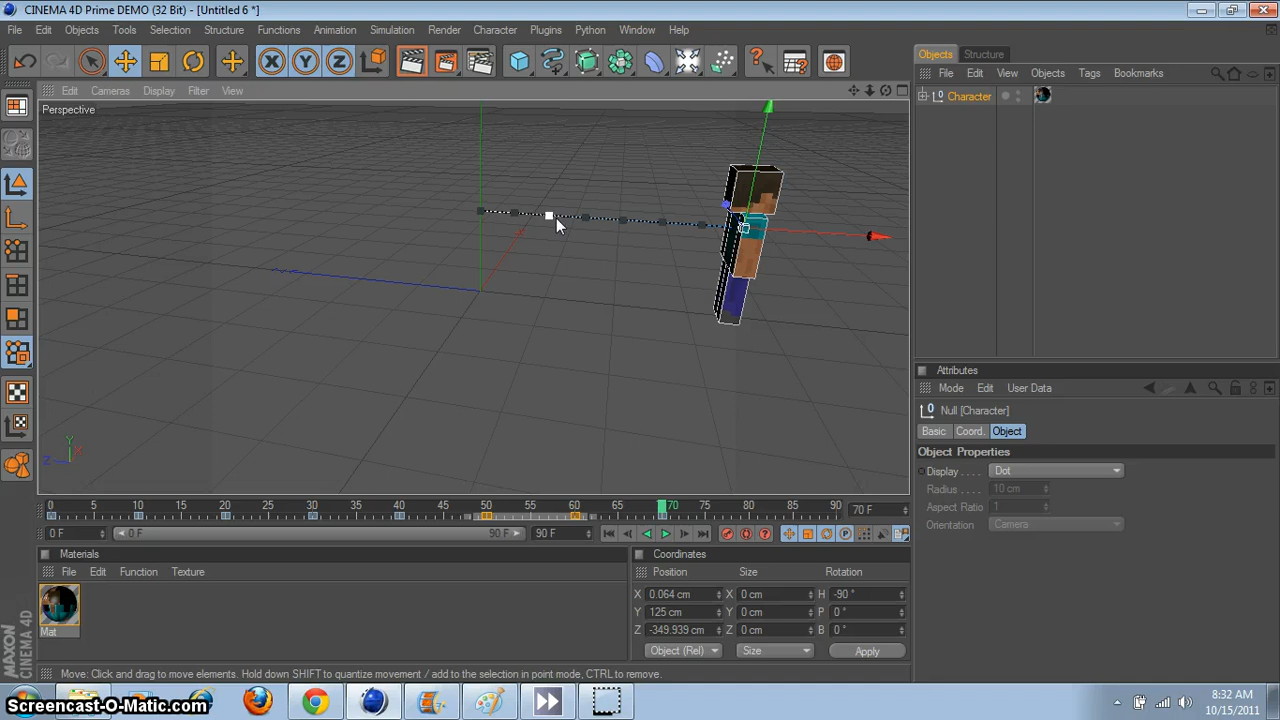 CINEMA 4D Prime DEMO (32 Bit) - [Untitled 6 *]
File Edit Objects Tools Selection Structure Functions Animation Simulation Render Character Plugins Python Window Help
X Y Z
Objects Structure
Edit Cameras Display Filter View
File Edit View Objects Tags Bookmarks
Perspective
Character
Attributes
Mode Edit User Data
Null [Character]
Basic Coord. Object
Object Properties
Display . . . . Dot
Radius . . . . 10 cm
Aspect Ratio 1
Orientation . Camera
Y
X
Z
0 5 10 15 20 25 30 35 40 45 50 55 60 65 70 75 80 85 90 70 F
0 F 0 F 90 F 90 F
Materials
File Edit Function Texture
Mat
Coordinates
Position Size Rotation
X 0.064 cm X 0 cm H -90 °
Y 125 cm Y 0 cm P 0 °
Z -349.939 cm Z 0 cm B 0 °
Object (Rel) Size Apply
MAXON CINEMA 4D
Move: Click and drag to move elements. Hold down SHIFT to quantize movement / add to the selection in point mode, CTRL to remove.
Screencast-O-Matic.com
8:32 AM
10/15/2011